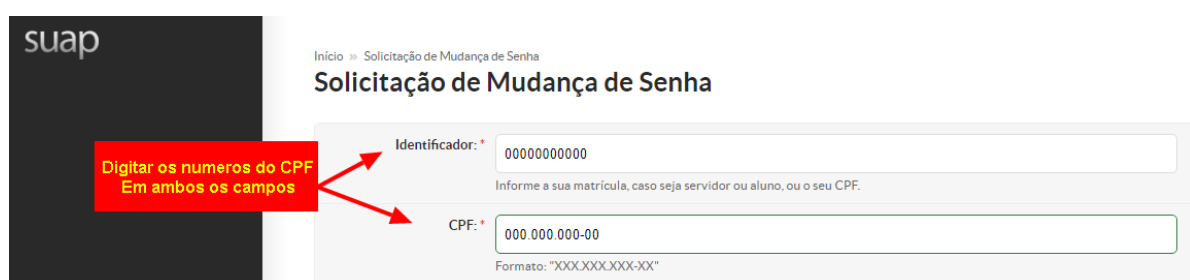 suap
Início » Solicitação de Mudança de Senha
Solicitação de Mudança de Senha
Digitar os numeros do CPF
Em ambos os campos
Identificador: *
00000000000
Informe a sua matrícula, caso seja servidor ou aluno, ou o seu CPF.
CPF: *
000.000.000-00
Formato: "XXX.XXX.XXX-XX"